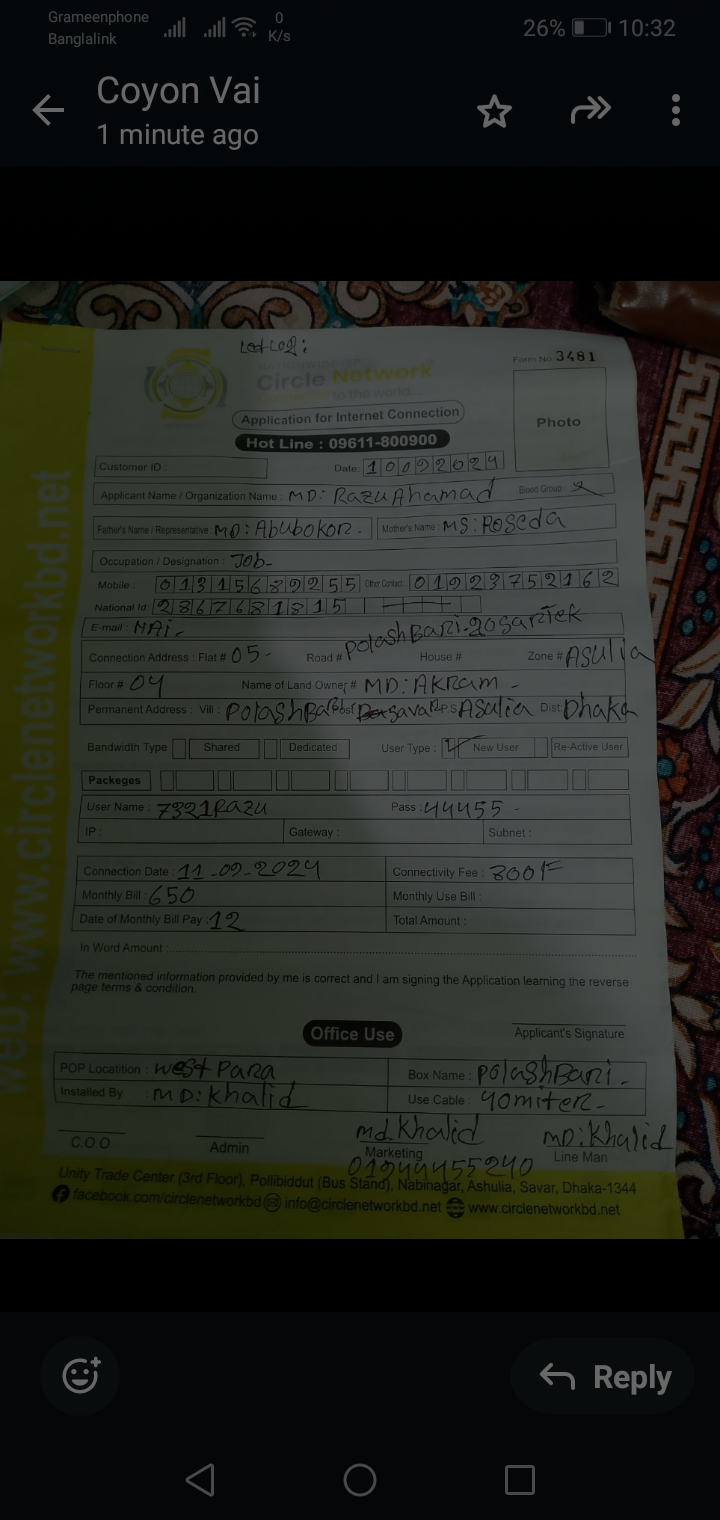 Grameenphone
Banglalink
0
K/s
26% 10:32
Coyon Vai
1 minute ago
Form No. 3481
Circle Network
to the world...
Application for Internet Connection
Photo
Hot Line : 09611-800900
Customer ID : Date: 10092024
Applicant Name / Organization Name : MD: Razu Ahamad Blood Group :
Father's Name / Representative : MD: Abubokor. Mother's Name : MS: Roseda
Occupation / Designation : Job-
Mobile : 01315689255 Other Contact : 01923752162
National Id: 2867681815
E-mail : MAi-
polashBari-gosartek
Connection Address : Flat # 05- Road # House # Zone # Asulia
Floor # 04 Name of Land Owner # MD: AKRAM -
Permanent Address : Vill : PolashBari Post savar P.S Asulia Dist Dhaka
Bandwidth Type Shared Dedicated User Type : New User Re-Active User
Packeges
User Name : 7321Razu Pass : 44455 -
IP : Gateway : Subnet :
Connection Date : 11-09-2024 Connectivity Fee :
Monthly Bill : 650 Monthly Use Bill :
Date of Monthly Bill Pay : 12 Total Amount :
In Word Amount :
The mentioned information provided by me is correct and I am signing the Application learning the reverse
page terms & condition.
Office Use
Applicant's Signature
POP Locatition : west Para Box Name : polashBari-
Installed By : MD: Khalid Use Cable : 40miter-
md. Khalid MD: Khalid
C.O.O Admin Marketing Line Man
01944455240
Unity Trade Center (3rd Floor), Pollibiddut (Bus Stand), Nabinagar, Ashulia, Savar, Dhaka-1344
facebook.com/circlenetworkbd info@circlenetworkbd.net www.circlenetworkbd.net
web: www.circlenetworkbd.net
Reply